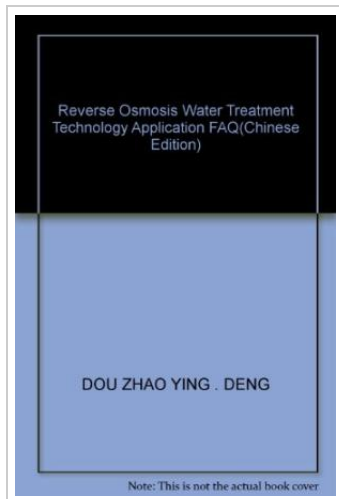 Reverse Osmosis Water Treatment
Technology Application FAQ(Chinese
Edition)
DOU ZHAO YING . DENG
Note: This is not the actual book cover